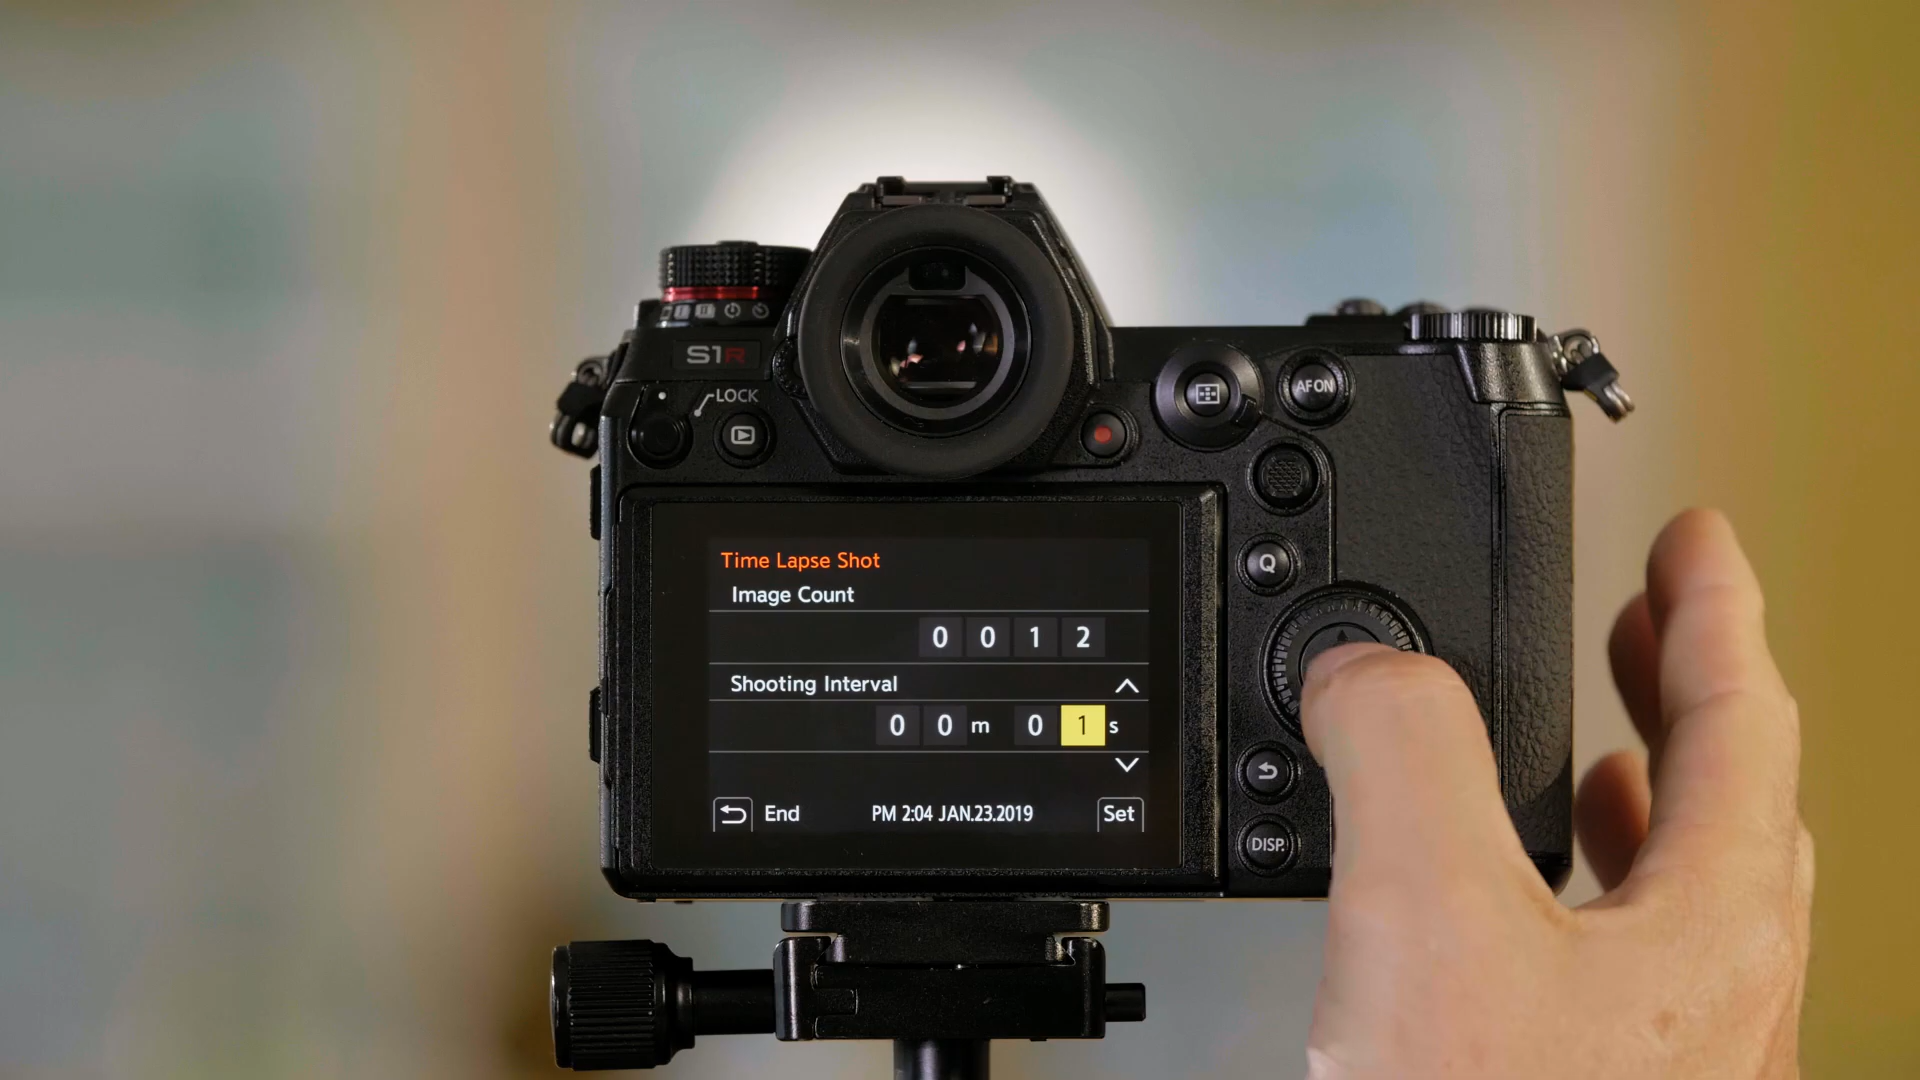 S1R
LOCK
AF ON
Time Lapse Shot
Image Count
0 0 1 2
Q
Shooting Interval
0 0 m 0 1 s
End PM 2:04 JAN.23.2019 Set
DISP.